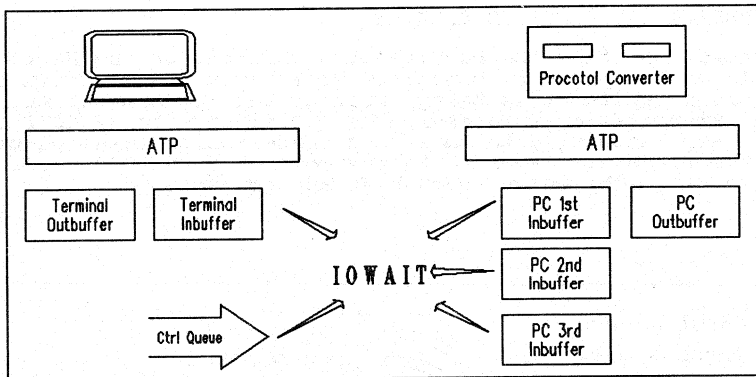 Procotol Converter
ATP
ATP
Terminal
Outbuffer
Terminal
Inbuffer
PC 1st
Inbuffer
PC
Outbuffer
IOWAIT
PC 2nd
Inbuffer
Ctrl Queue
PC 3rd
Inbuffer